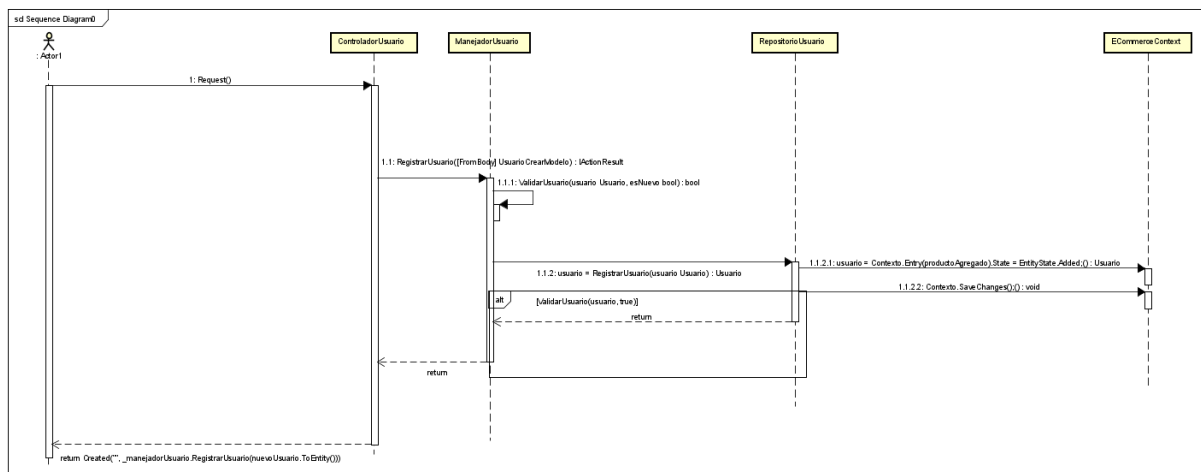 sd Sequence Diagram0
: Actor1
ControladorUsuario
ManejadorUsuario
RepositorioUsuario
ECommerceContext
1: Request()
1.1: RegistrarUsuario([FromBody] UsuarioCrearModelo) : IActionResult
1.1.1: ValidarUsuario(usuario Usuario, esNuevo bool) : bool
1.1.2: usuario = RegistrarUsuario(usuario Usuario) : Usuario
1.1.2.1: usuario = Contexto.Entry(productoAgregado).State = EntityState.Added;() : Usuario
1.1.2.2: Contexto.SaveChanges();() : void
alt
[ValidarUsuario(usuario, true)]
return
return
return Created("", _manejadorUsuario.RegistrarUsuario(nuevoUsuario.ToEntity()))